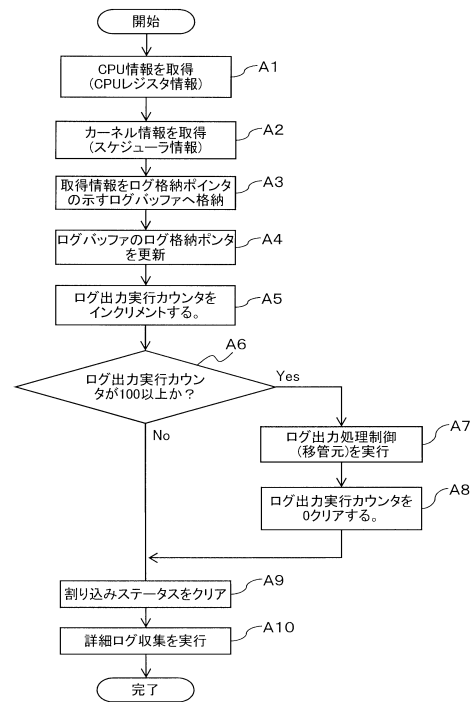 開始
CPU情報を取得
(CPUレジスタ情報)
A1
カーネル情報を取得
(スケジューラ情報)
A2
取得情報をログ格納ポインタ
の示すログバッファへ格納
A3
ログバッファのログ格納ポンタ
を更新
A4
ログ出力実行カウンタを
インクリメントする。
A5
A6
ログ出力実行カウン
タが100以上か?
Yes
No
ログ出力処理制御
(移管元)を実行
A7
ログ出力実行カウンタを
0クリアする。
A8
割り込みステータスをクリア
A9
詳細ログ収集を実行
A10
完了